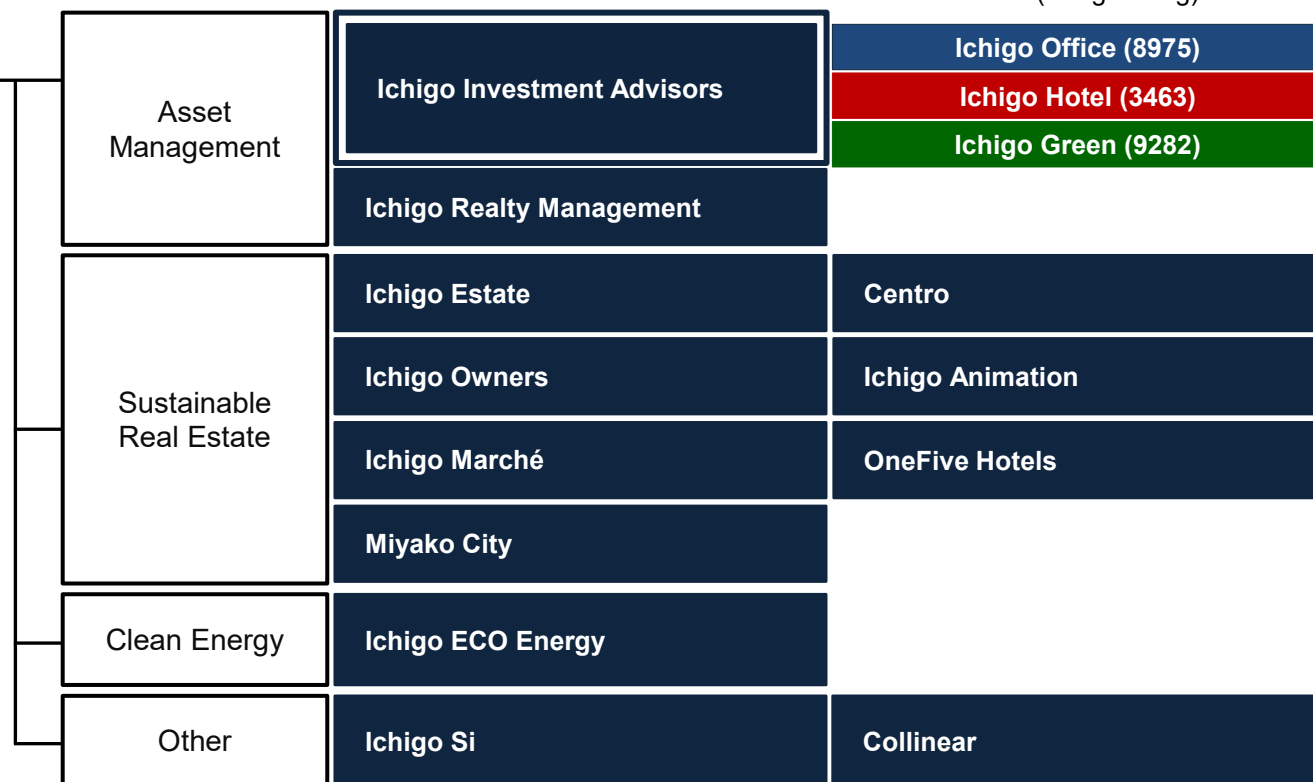 Asset
Management
Ichigo Investment Advisors
Ichigo Office (8975)
Ichigo Hotel (3463)
Ichigo Green (9282)
Ichigo Realty Management
Sustainable
Real Estate
Ichigo Estate
Centro
Ichigo Owners
Ichigo Animation
Ichigo Marché
OneFive Hotels
Miyako City
Clean Energy
Ichigo ECO Energy
Other
Ichigo Si
Collinear